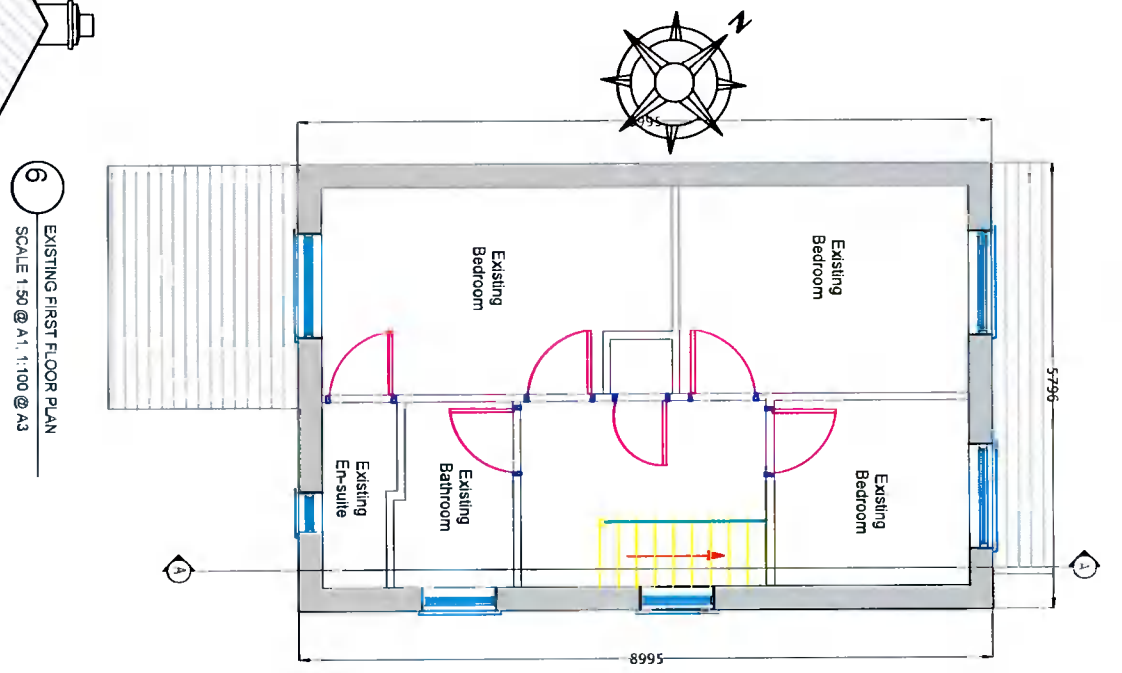 N
8995
5796
Existing
Bedroom
Existing
Bedroom
Existing
Bedroom
Existing
Bathroom
Existing
En-suite
A
A
8995
6
EXISTING FIRST FLOOR PLAN
SCALE 1:50 @ A1, 1:100 @ A3